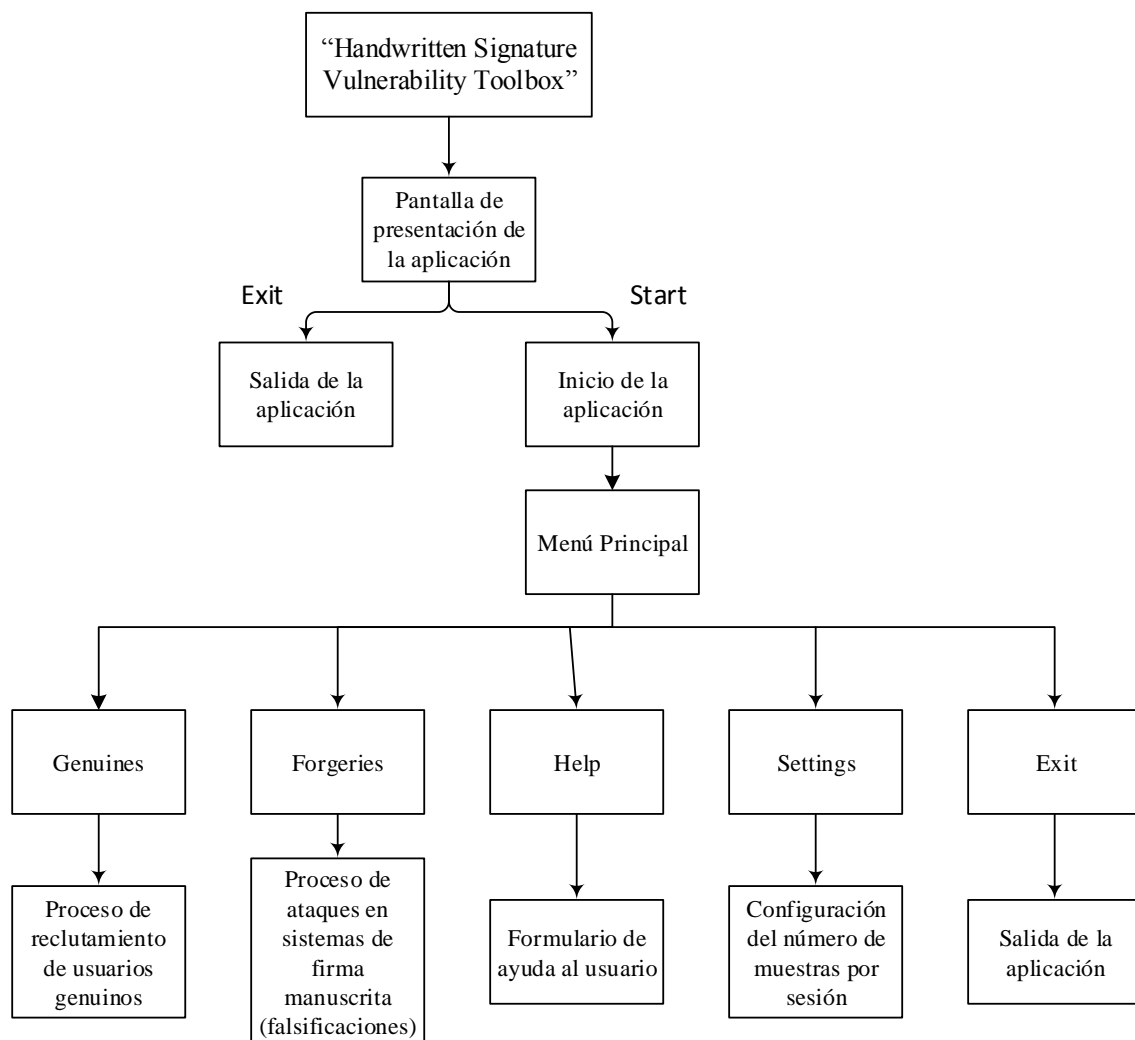 “Handwritten Signature
Vulnerability Toolbox”
Pantalla de
presentación de
la aplicación
Exit
Start
Salida de la
aplicación
Inicio de la
aplicación
Menú Principal
Genuines
Forgeries
Help
Settings
Exit
Proceso de
reclutamiento
de usuarios
genuinos
Proceso de
ataques en
sistemas de
firma
manuscrita
(falsificaciones)
Formulario de
ayuda al usuario
Configuración
del número de
muestras por
sesión
Salida de la
aplicación